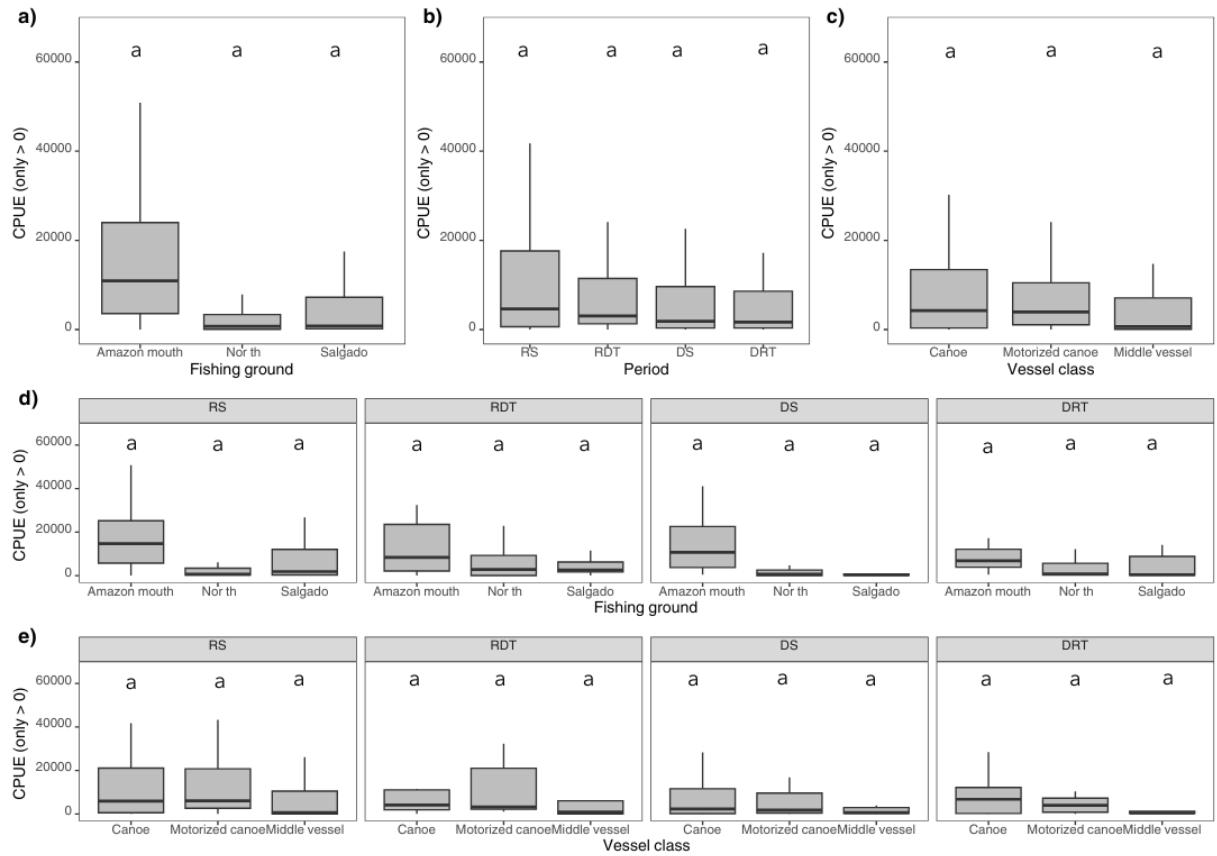 a) b) c)
a a a a a a a a a a
60000 60000 60000
40000 40000 40000
20000 20000 20000
0 0 0
CPUE (only > 0) CPUE (only > 0) CPUE (only > 0)
Amazon mouth Nor th Salgado RS RDT DS DRT Canoe Motorized canoe Middle vessel
Fishing ground Period Vessel class
d)
RS RDT DS DRT
a a a a a a a a a a a a
60000
40000
20000
0
CPUE (only > 0)
Amazon mouth Nor th Salgado Amazon mouth Nor th Salgado Amazon mouth Nor th Salgado Amazon mouth Nor th Salgado
Fishing ground
e)
RS RDT DS DRT
a a a a a a a a a a a a
60000
40000
20000
0
CPUE (only > 0)
Canoe Motorized canoe Middle vessel Canoe Motorized canoe Middle vessel Canoe Motorized canoe Middle vessel Canoe Motorized canoe Middle vessel
Vessel class